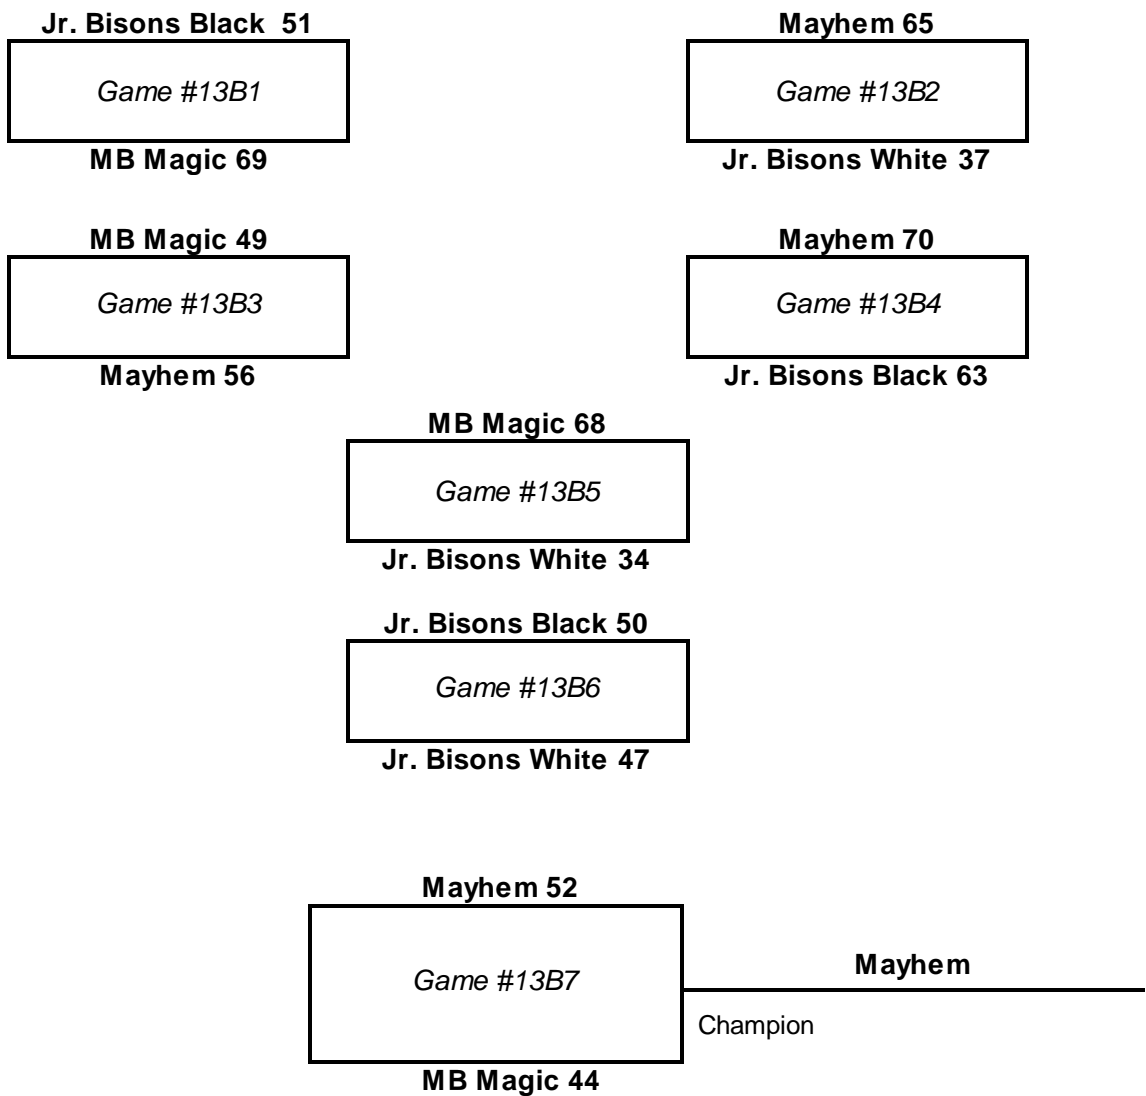 Jr. Bisons Black  51
Mayhem 65
Game #13B1
Game #13B2
MB Magic 69
Jr. Bisons White 37
MB Magic 49
Mayhem 70
Game #13B3
Game #13B4
Mayhem 56
Jr. Bisons Black 63
MB Magic 68
Game #13B5
Jr. Bisons White 34
Jr. Bisons Black 50
Game #13B6
Jr. Bisons White 47
Mayhem 52
Mayhem
Game #13B7
Champion
MB Magic 44